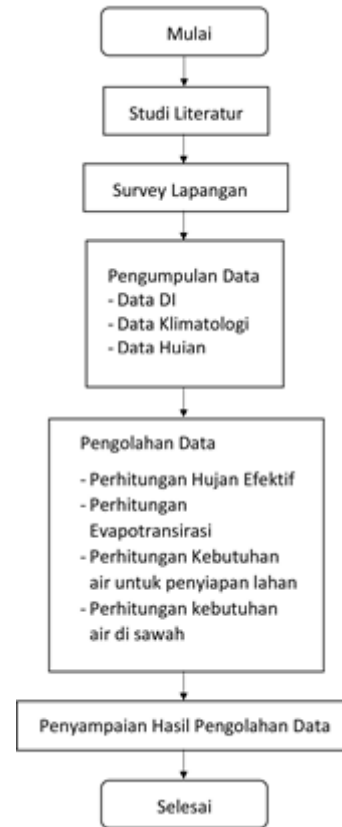 Mulai
Studi Literatur
Survey Lapangan
Pengumpulan Data
- Data DI
- Data Klimatologi
- Data Huian
Pengolahan Data
- Perhitungan Hujan Efektif
- Perhitungan
Evapotransirasi
- Perhitungan Kebutuhan
air untuk penyiapan lahan
- Perhitungan kebutuhan
air di sawah
Penyampaian Hasil Pengolahan Data
Selesai